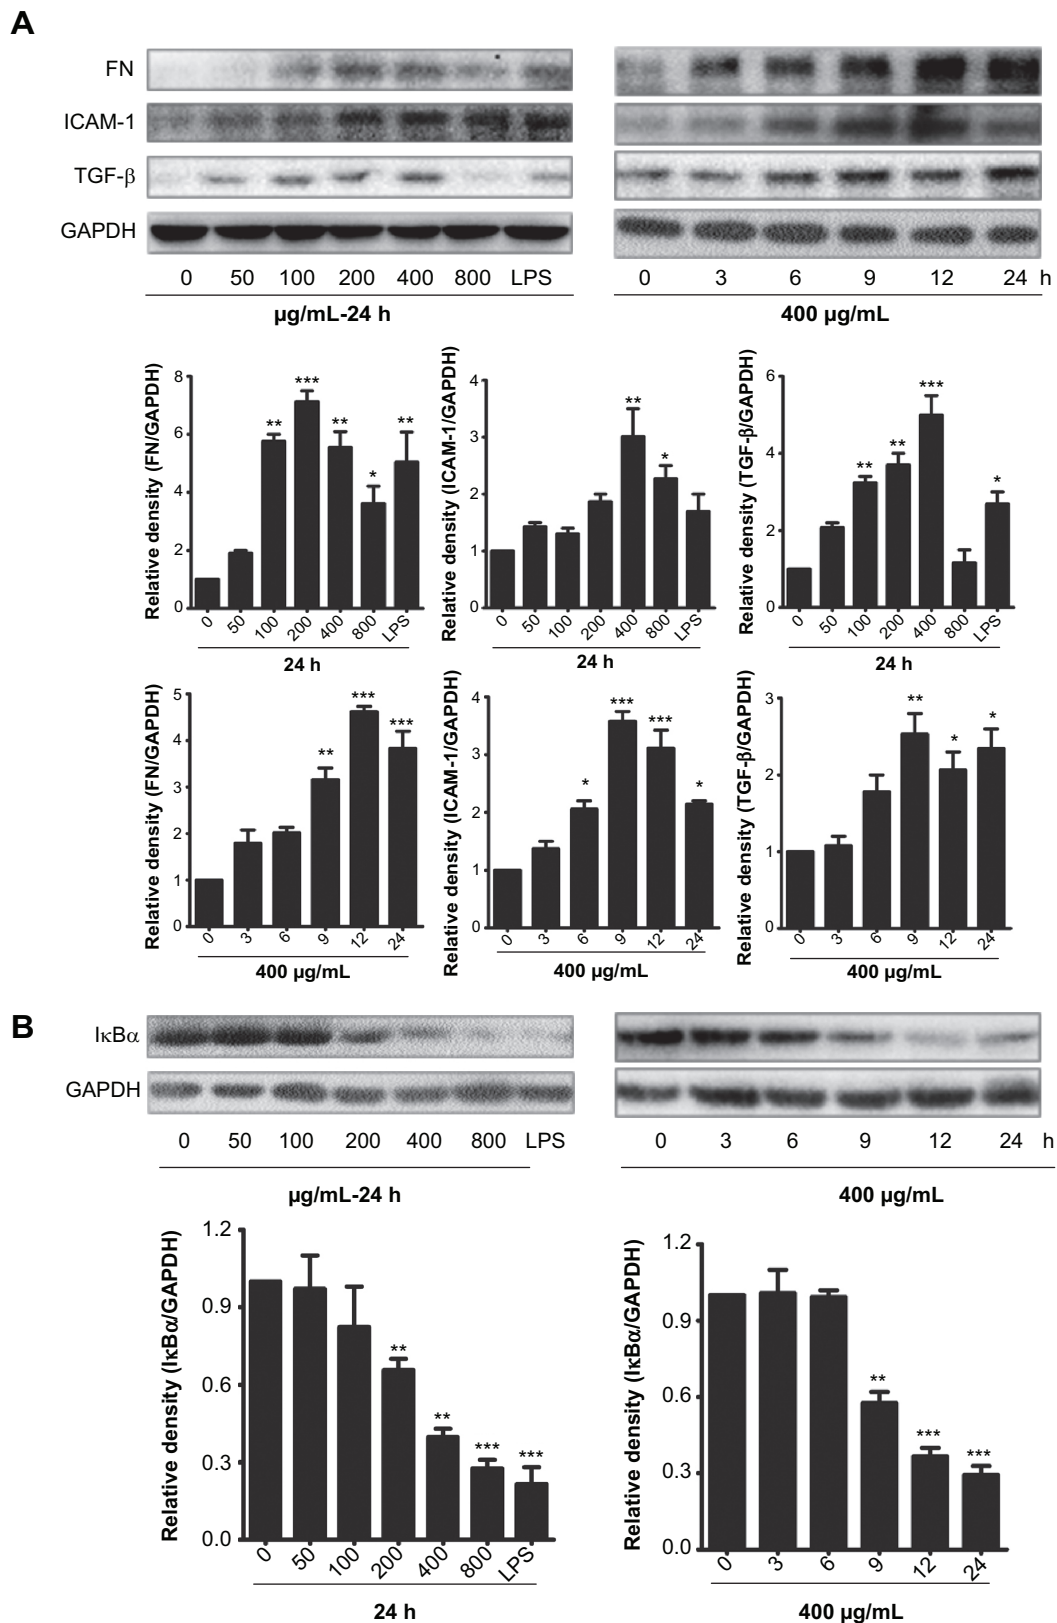 A
FN
ICAM-1
TGF-β
GAPDH
0 50 100 200 400 800 LPS
µg/mL-24 h
0 3 6 9 12 24 h
400 µg/mL
Relative density (FN/GAPDH)
8
6
4
2
0
** *** ** * **
0 50 100 200 400 800 LPS
24 h
Relative density (ICAM-1/GAPDH)
4
3
2
1
0
** *
0 50 100 200 400 800 LPS
24 h
Relative density (TGF-β/GAPDH)
6
4
2
0
** ** *** *
0 50 100 200 400 800 LPS
24 h
Relative density (FN/GAPDH)
5
4
3
2
1
0
** *** ***
0 3 6 9 12 24
400 µg/mL
Relative density (ICAM-1/GAPDH)
4
3
2
1
0
* *** *** *
0 3 6 9 12 24
400 µg/mL
Relative density (TGF-β/GAPDH)
3
2
1
0
** * *
0 3 6 9 12 24
400 µg/mL
B
IκBα
GAPDH
0 50 100 200 400 800 LPS
µg/mL-24 h
0 3 6 9 12 24 h
400 µg/mL
Relative density (IκBα/GAPDH)
1.2
0.9
0.6
0.3
0.0
** ** *** ***
0 50 100 200 400 800 LPS
24 h
Relative density (IκBα/GAPDH)
1.2
0.9
0.6
0.3
0.0
** *** ***
0 3 6 9 12 24
400 µg/mL